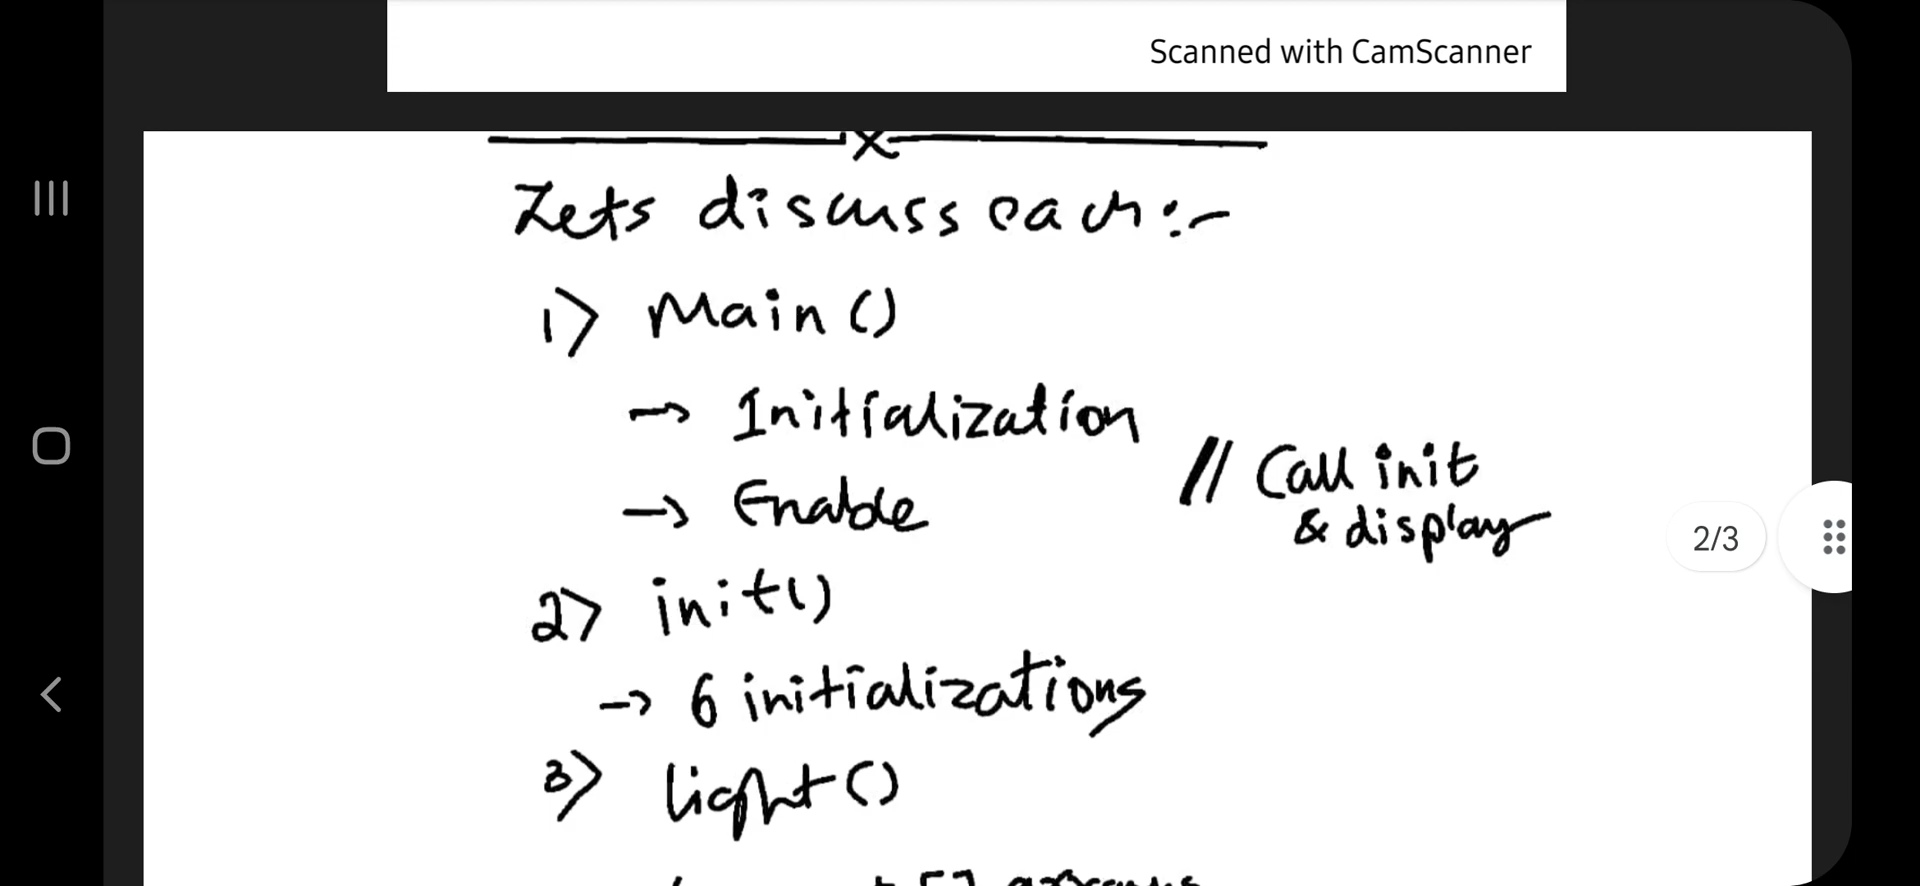 Scanned with CamScanner
Lets discuss each :-
1> Main ()
→ Initialization
→ Enable
// Call init
& display
2/3
2> init()
→ 6 initializations
3> light ()